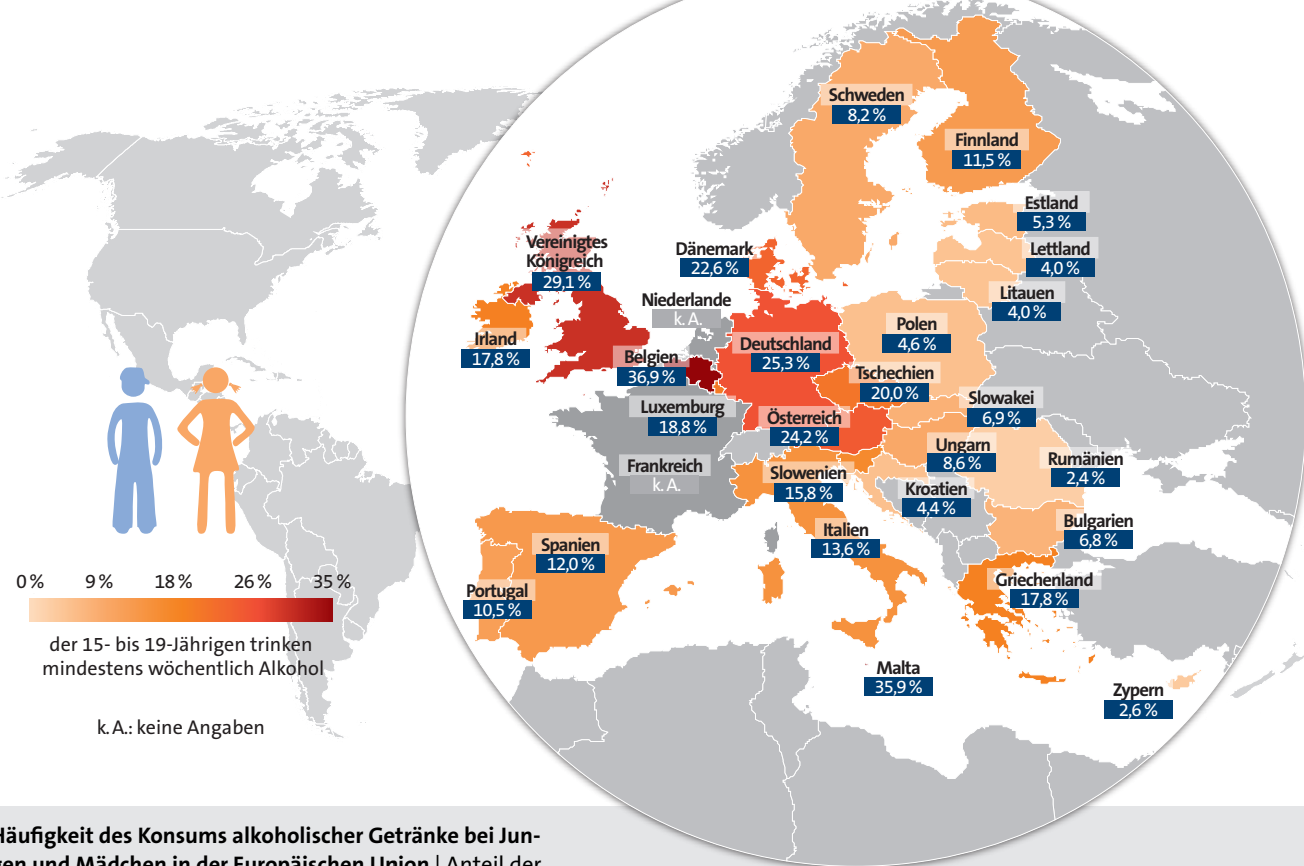 Schweden
8,2 %
Finnland
11,5 %
Estland
5,3 %
Lettland
4,0 %
Litauen
4,0 %
Vereinigtes
Königreich
29,1 %
Dänemark
22,6 %
Niederlande
k. A.
Irland
17,8 %
Belgien
36,9 %
Deutschland
25,3 %
Polen
4,6 %
Tschechien
20,0 %
Luxemburg
18,8 %
Österreich
24,2 %
Slowakei
6,9 %
Ungarn
8,6 %
Rumänien
2,4 %
Frankreich
k. A.
Slowenien
15,8 %
Kroatien
4,4 %
Italien
13,6 %
Bulgarien
6,8 %
Spanien
12,0 %
Portugal
10,5 %
Griechenland
17,8 %
Malta
35,9 %
Zypern
2,6 %
0 % 9 % 18 % 26 % 35 %
der 15- bis 19-Jährigen trinken
mindestens wöchentlich Alkohol
k. A.: keine Angaben
Häufigkeit des Konsums alkoholischer Getränke bei Jun-
gen und Mädchen in der Europäischen Union | Anteil der